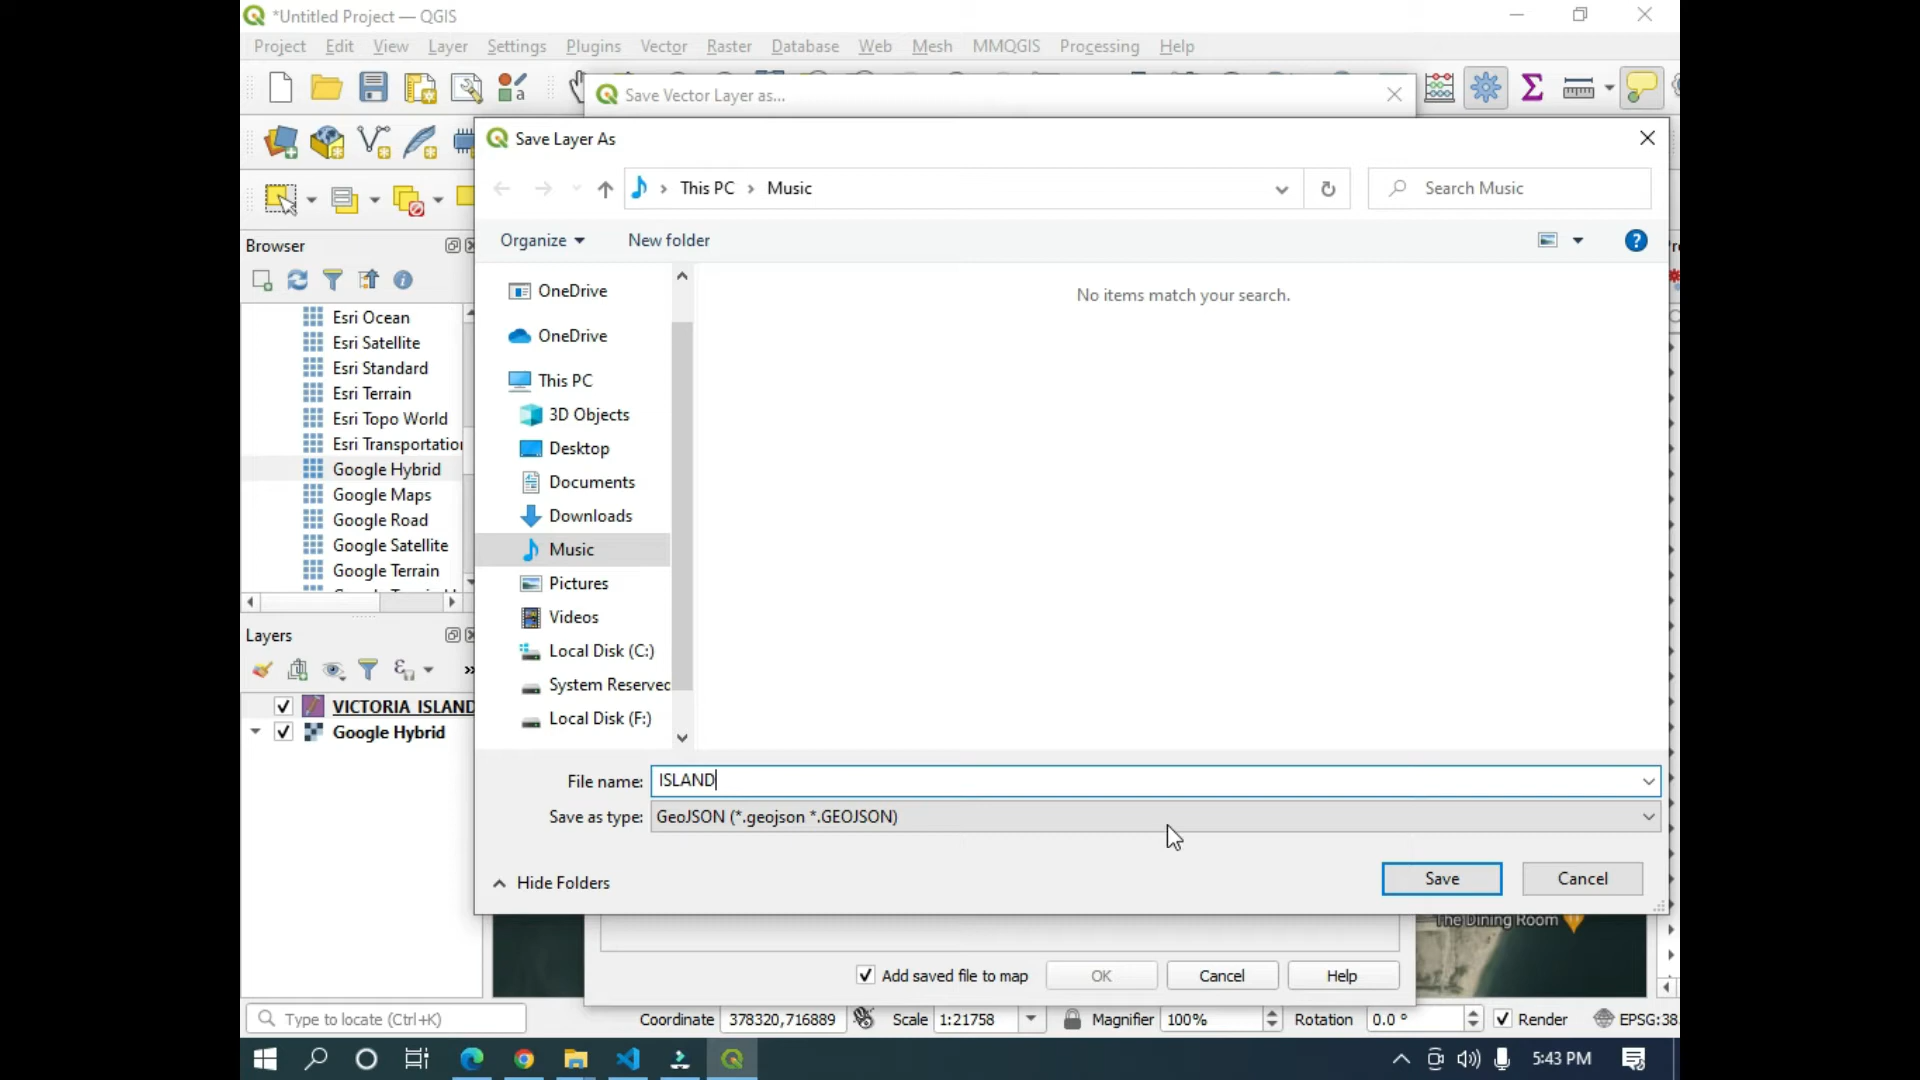 *Untitled Project — QGIS
Project Edit View Layer Settings Plugins Vector Raster Database Web Mesh MMQGIS Processing Help
Save Vector Layer as...
Save Layer As
This PC > Music
Search Music
Organize
New folder
Browser
OneDrive
No items match your search.
Esri Ocean
OneDrive
Esri Satellite
Esri Standard
This PC
Esri Terrain
3D Objects
Esri Topo World
Esri Transportation
Desktop
Google Hybrid
Documents
Google Maps
Google Road
Downloads
Google Satellite
Music
Google Terrain
Pictures
Videos
Layers
Local Disk (C:)
System Reserved
VICTORIA ISLAND
Local Disk (F:)
Google Hybrid
File name: ISLAND
Save as type: GeoJSON (*.geojson *.GEOJSON)
Hide Folders
Save
Cancel
The Dining Room
Add saved file to map
OK
Cancel
Help
Type to locate (Ctrl+K)
Coordinate 378320,716889 Scale 1:21758 Magnifier 100% Rotation 0.0 ° Render EPSG:38
5:43 PM